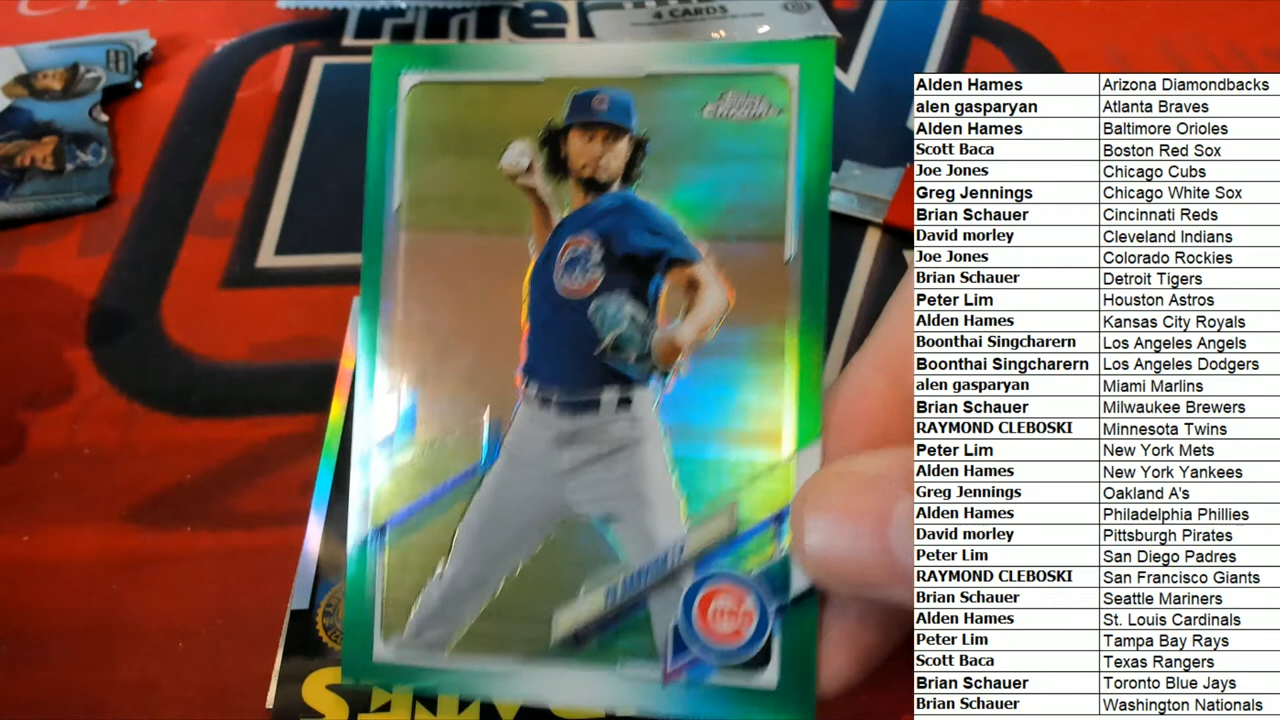 4 CARDS
Topps
Chrome
Alden Hames Arizona Diamondbacks
alen gasparyan Atlanta Braves
Alden Hames Baltimore Orioles
Scott Baca Boston Red Sox
Joe Jones Chicago Cubs
Greg Jennings Chicago White Sox
Brian Schauer Cincinnati Reds
David morley Cleveland Indians
Joe Jones Colorado Rockies
Brian Schauer Detroit Tigers
Peter Lim Houston Astros
Alden Hames Kansas City Royals
Boonthai Singcharern Los Angeles Angels
Boonthai Singcharern Los Angeles Dodgers
alen gasparyan Miami Marlins
Brian Schauer Milwaukee Brewers
RAYMOND CLEBOSKI Minnesota Twins
Peter Lim New York Mets
Alden Hames New York Yankees
Greg Jennings Oakland A's
Alden Hames Philadelphia Phillies
David morley Pittsburgh Pirates
Peter Lim San Diego Padres
RAYMOND CLEBOSKI San Francisco Giants
Brian Schauer Seattle Mariners
Alden Hames St. Louis Cardinals
Peter Lim Tampa Bay Rays
Scott Baca Texas Rangers
Brian Schauer Toronto Blue Jays
Brian Schauer Washington Nationals